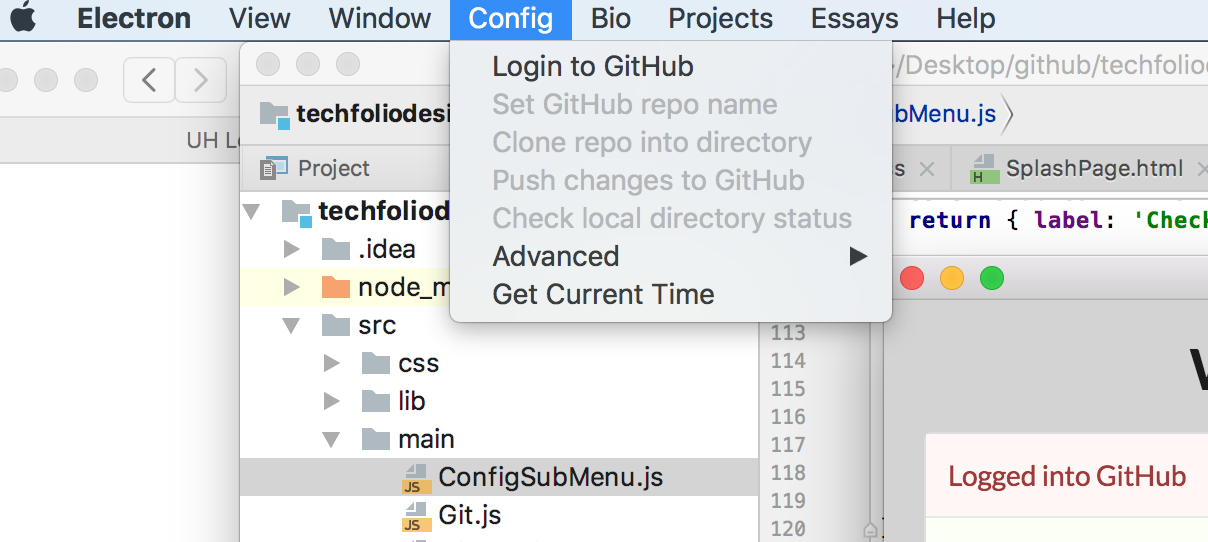 Electron View Window Config Bio Projects Essays Help
Login to GitHub
Set GitHub repo name
Clone repo into directory
Push changes to GitHub
Check local directory status
Advanced
Get Current Time
/Desktop/github/techfoliod
techfoliodesi
bMenu.js
UH L
Project
s
SplashPage.html
H
techfoliod
return { label: 'Check
.idea
node_m
src
113
css
114
115
lib
116
main
117
ConfigSubMenu.js
JS
118
Git.js
JS
119
120
Logged into GitHub